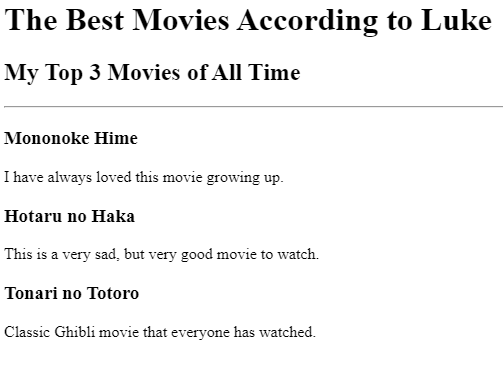 The Best Movies According to Luke
My Top 3 Movies of All Time
Mononoke Hime
I have always loved this movie growing up.
Hotaru no Haka
This is a very sad, but very good movie to watch.
Tonari no Totoro
Classic Ghibli movie that everyone has watched.